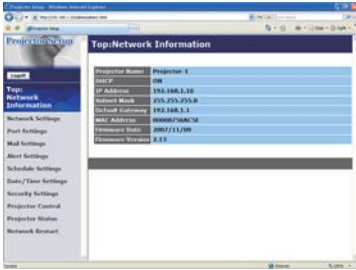 Projector Setup
Top:Network Information
Logoff
Top:
Network
Information
Network Settings
Port Settings
Mail Settings
Alert Settings
Schedule Settings
Date/Time Settings
Security Settings
Projector Control
Projector Status
Network Restart
Projector Name Projector-1
DHCP ON
IP Address 192.168.1.10
Subnet Mask 255.255.255.0
Default Gateway 192.168.1.1
MAC Address
Firmware Date 2007/11/09
Firmware Version 2.13